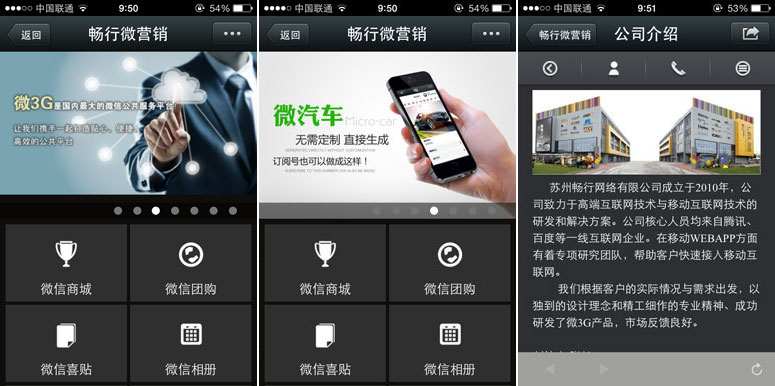 中国联通
9:50
54%
返回
畅行微营销
微3G是国内最大的微信公共服务平台!
让我们携手一起打造贴心、便捷、
高效的公共平台
微信商城
微信团购
微信喜贴
微信相册
中国联通
9:50
54%
返回
畅行微营销
微汽车
Micro-car
无需定制 直接生成
订阅号也可以做成这样!
微信商城
微信团购
微信喜贴
微信相册
中国联通
9:51
53%
畅行微营销
公司介绍
苏州畅行网络有限公司成立于2010年，公
司致力于高端互联网技术与移动互联网技术的
研发和解决方案。公司核心人员均来自腾讯、
百度等一线互联网企业。在移动WEBAPP方面
有着专项研究团队，帮助客户快速接入移动互
联网。
我们根据客户的实际情况与需求出发，以
独到的设计理念和精工细作的专业精神、成功
研发了微3G产品，市场反馈良好。